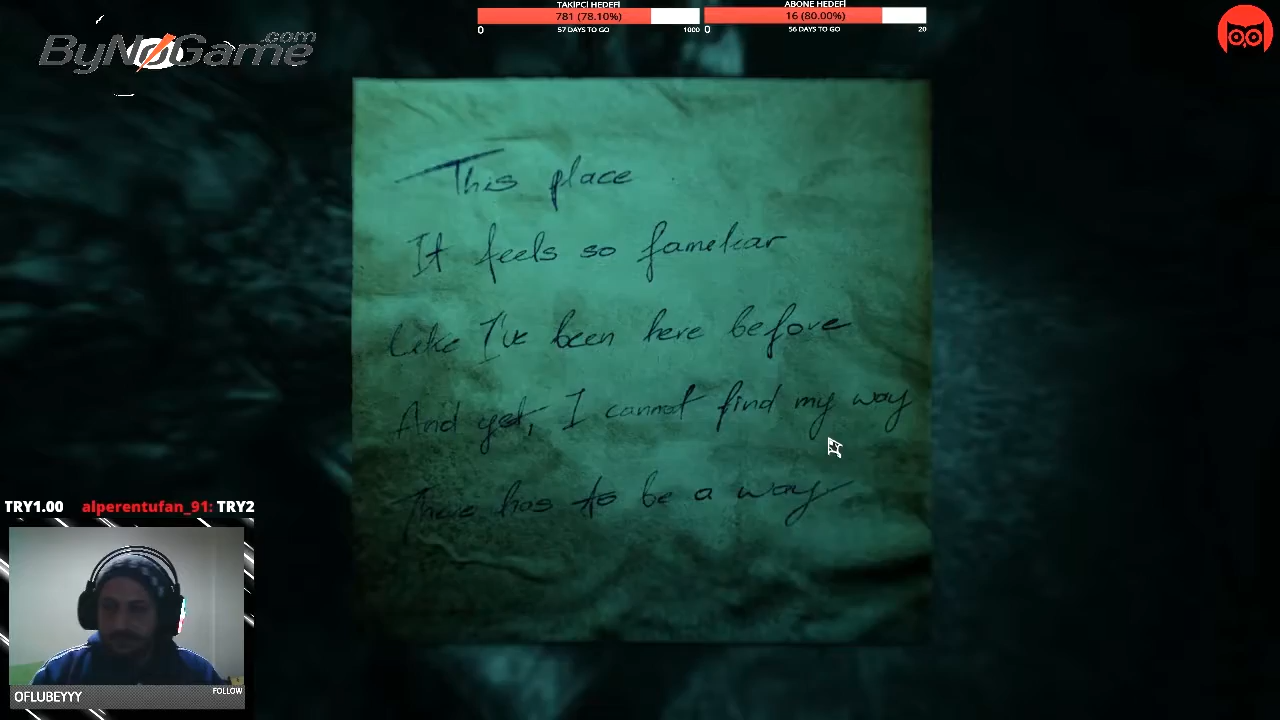 TAKİPÇİ HEDEFİ
781 (78.10%)
0 57 DAYS TO GO 1000
ABONE HEDEFİ
16 (80.00%)
0 56 DAYS TO GO 20
ByNoGame.com
This place
It feels so fameliar
like I've been here before
And yet, I cannot find my way
There has to be a way
TRY1.00 alperentufan_91: TRY2
OFLUBEYYY
FOLLOW